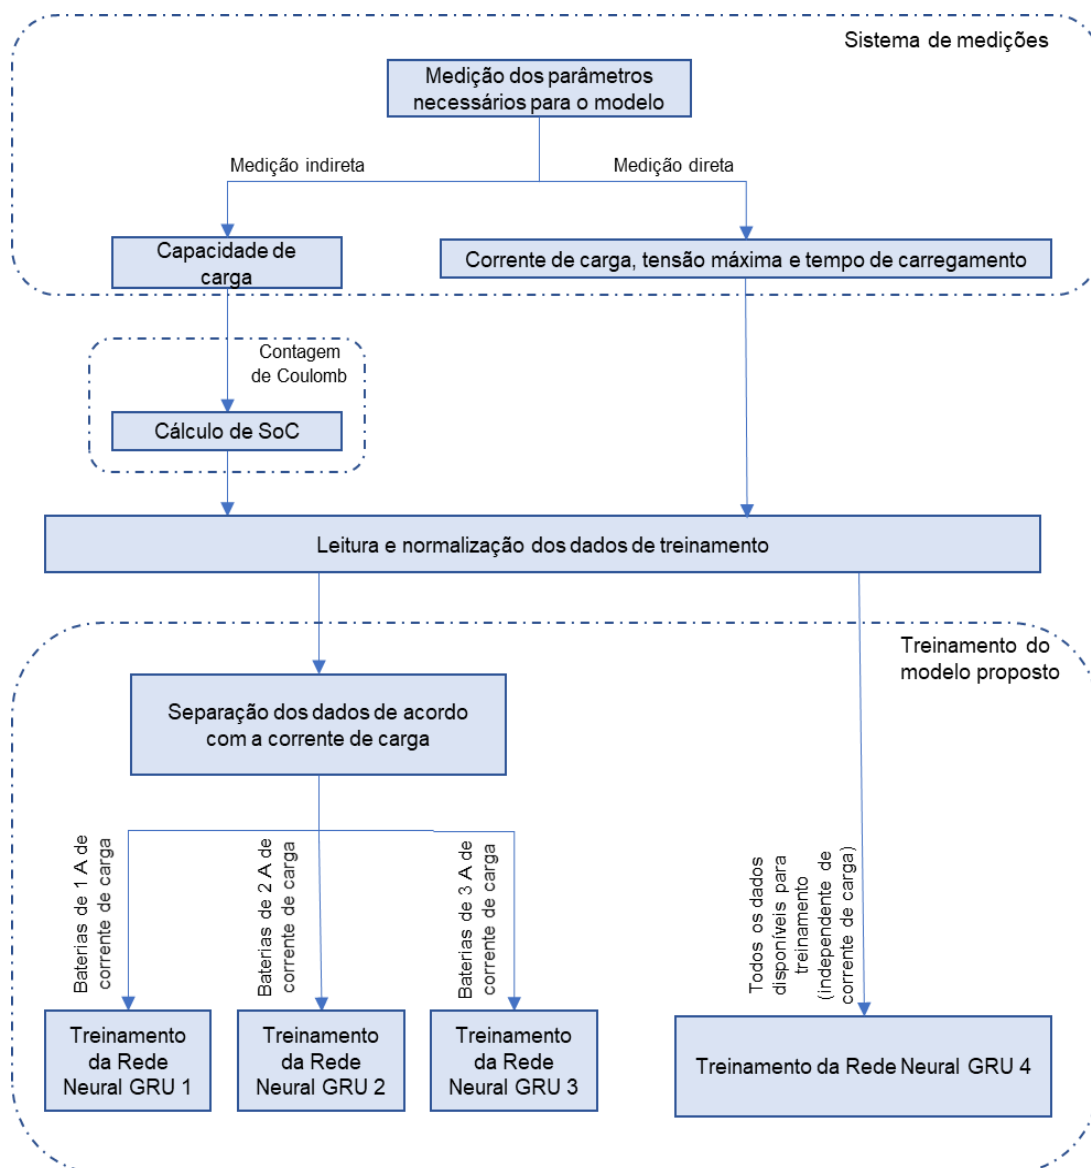 Sistema de medições
Medição dos parâmetros
necessários para o modelo
Medição indireta
Medição direta
Capacidade de
carga
Corrente de carga, tensão máxima e tempo de carregamento
Contagem
de Coulomb
Cálculo de SoC
Leitura e normalização dos dados de treinamento
Treinamento do
modelo proposto
Separação dos dados de acordo
com a corrente de carga
Baterias de 1 A de
corrente de carga
Baterias de 2 A de
corrente de carga
Baterias de 3 A de
corrente de carga
Todos os dados
disponíveis para
treinamento
(independente de
corrente de carga)
Treinamento
da Rede
Neural GRU 1
Treinamento
da Rede
Neural GRU 2
Treinamento
da Rede
Neural GRU 3
Treinamento da Rede Neural GRU 4